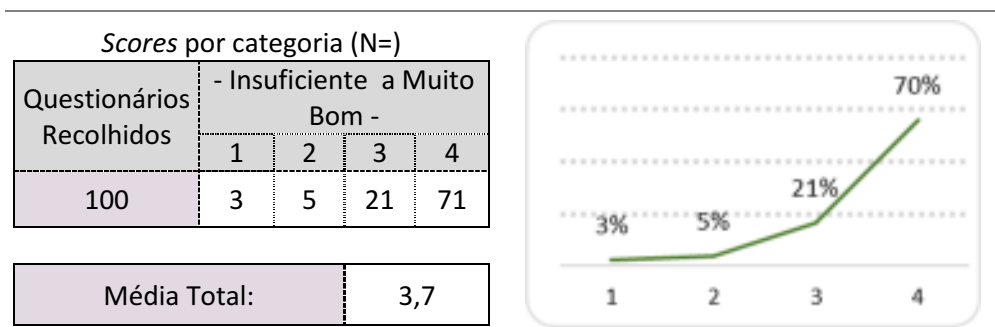 Scores por categoria (N=)
Questionários
Recolhidos
- Insuficiente a Muito
Bom -
1 2 3 4
100 3 5 21 71
Média Total: 3,7
70%
21%
3% 5%
1 2 3 4